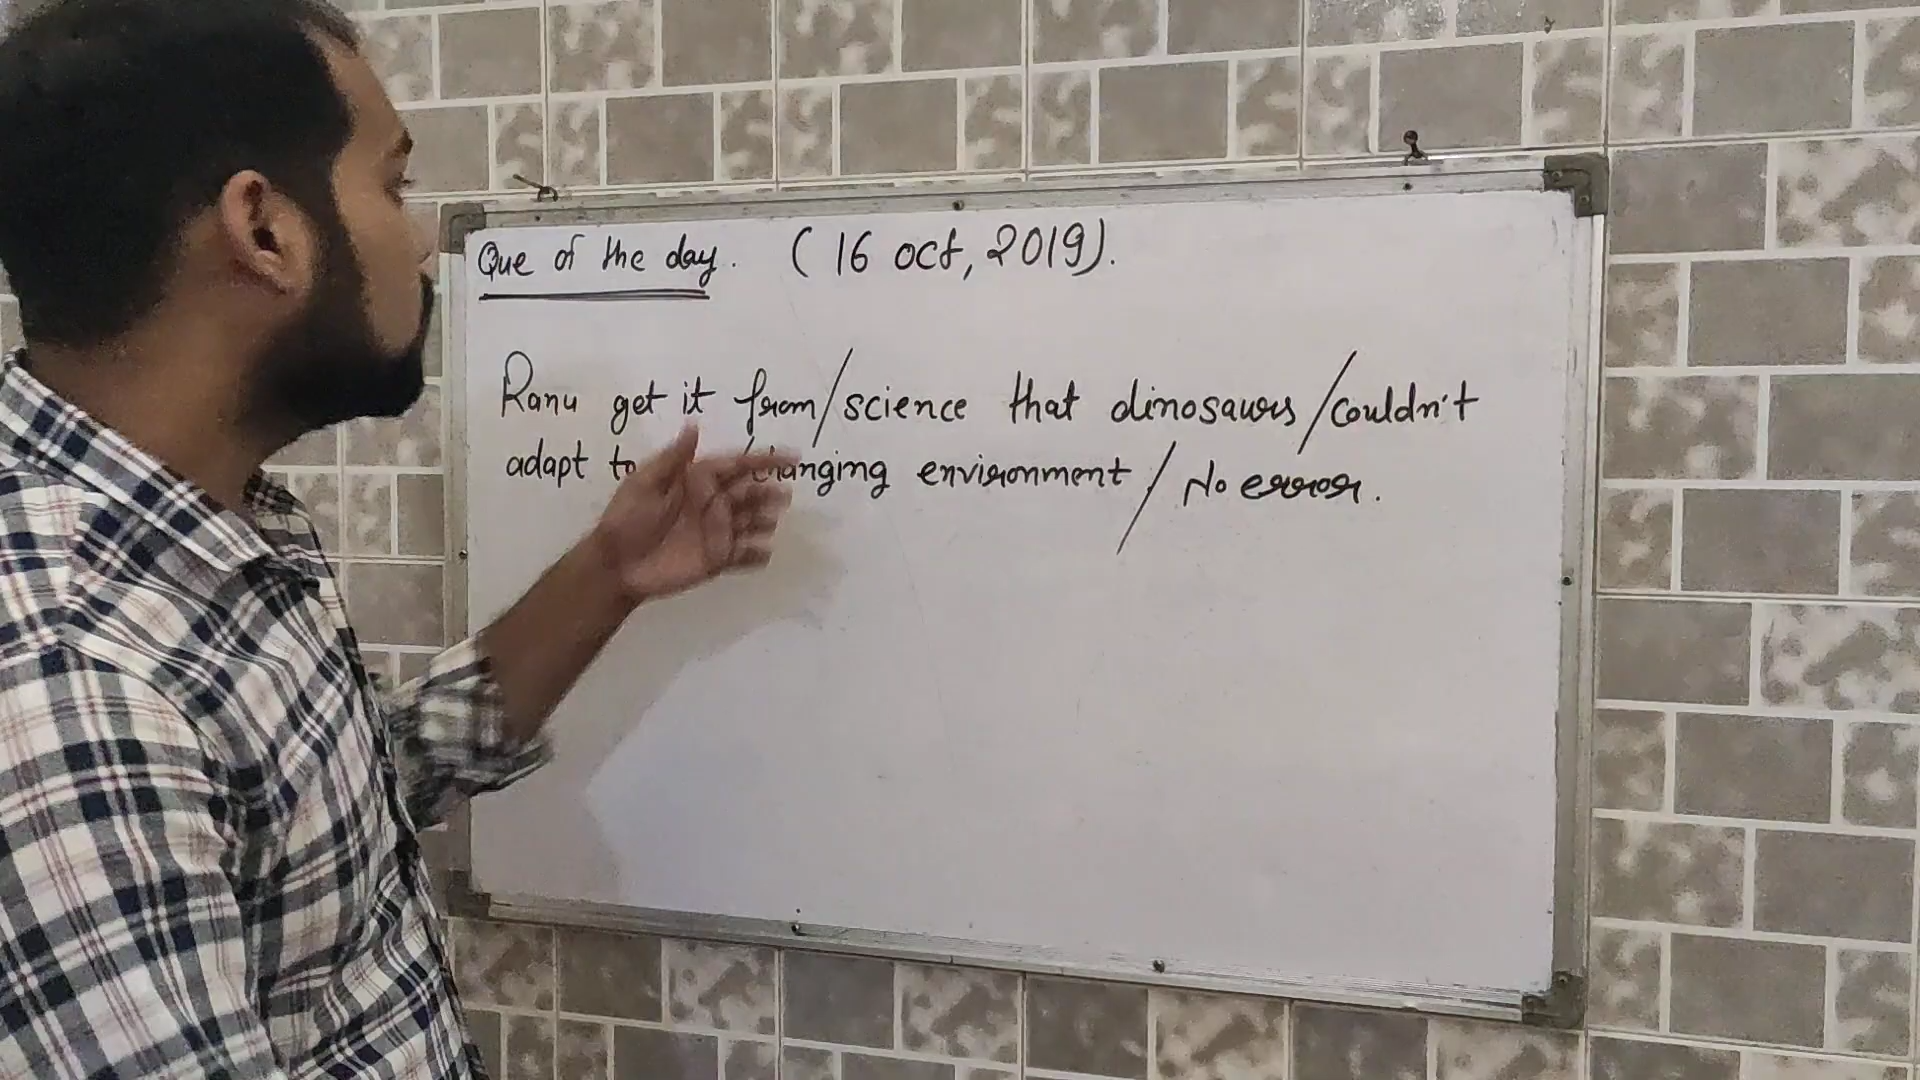 Que of the day. (16 oct, 2019).
Ranu get it from/science that dinosaurs/couldn't
adapt to /changing environment / No error.